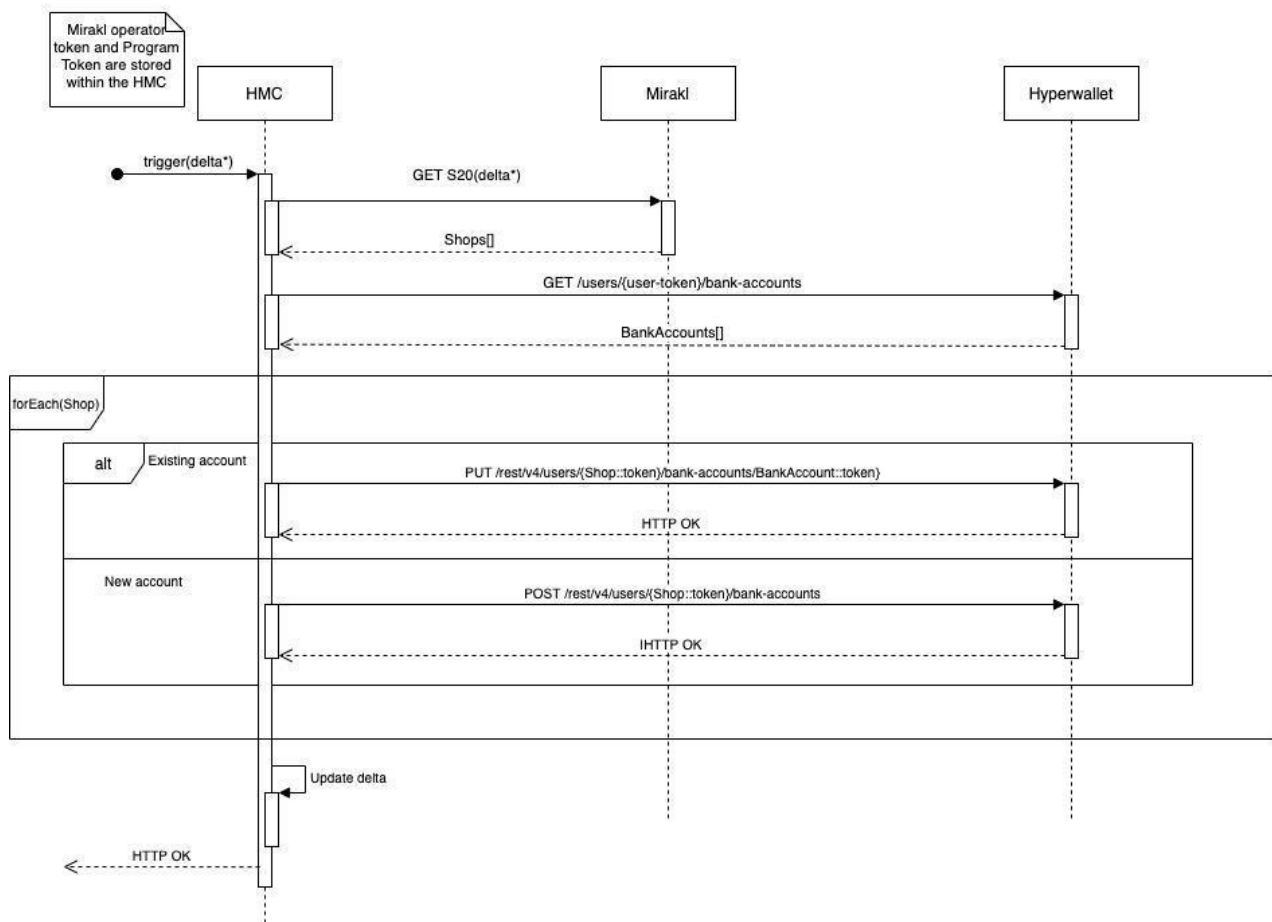 Mirakl operator
token and Program
Token are stored
within the HMC
HMC
Mirakl
Hyperwallet
trigger(delta*)
GET S20(delta*)
Shops[]
GET /users/{user-token}/bank-accounts
BankAccounts[]
forEach(Shop)
alt
Existing account
PUT /rest/v4/users/{Shop::token}/bank-accounts/BankAccount::token}
HTTP OK
New account
POST /rest/v4/users/{Shop::token}/bank-accounts
IHTTP OK
Update delta
HTTP OK